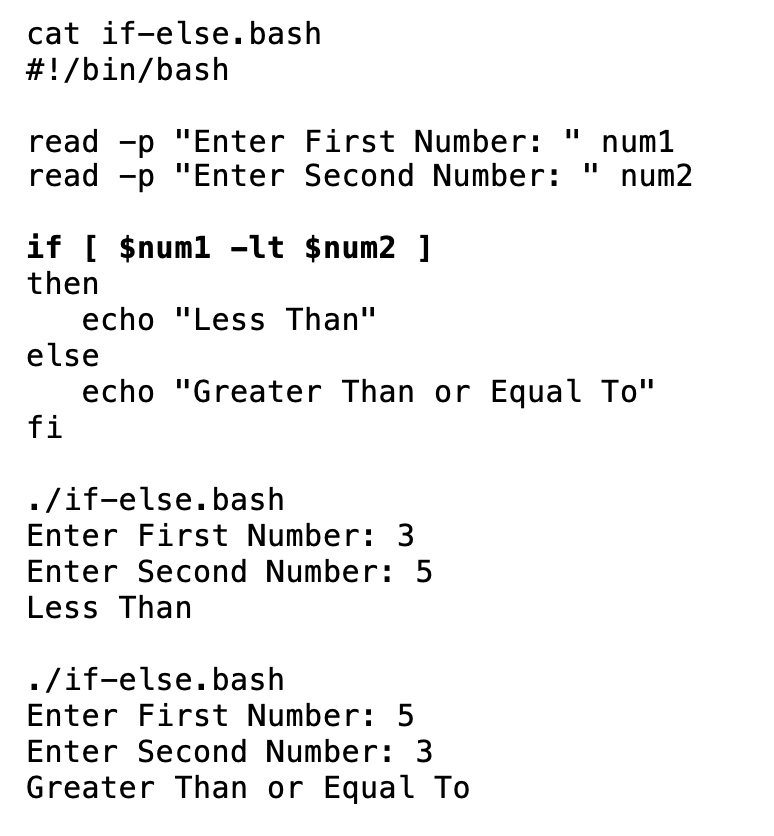 cat if-else.bash
#!/bin/bash
read -p "Enter First Number: " num1
read -p "Enter Second Number: " num2
if [ $num1 -lt $num2 ]
then
   echo "Less Than"
else
   echo "Greater Than or Equal To"
fi
./if-else.bash
Enter First Number: 3
Enter Second Number: 5
Less Than
./if-else.bash
Enter First Number: 5
Enter Second Number: 3
Greater Than or Equal To